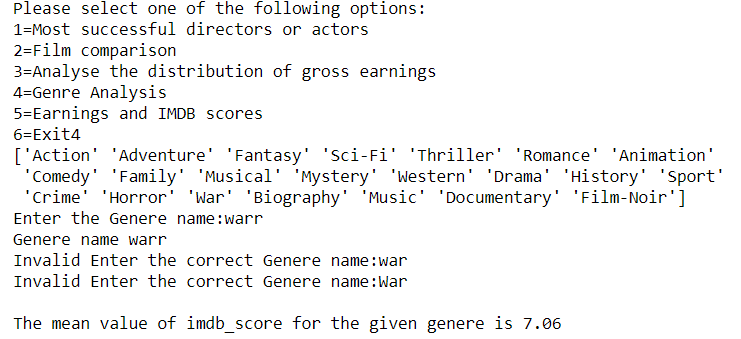 Please select one of the following options:
1=Most successful directors or actors
2=Film comparison
3=Analyse the distribution of gross earnings
4=Genre Analysis
5=Earnings and IMDB scores
6=Exit4
['Action' 'Adventure' 'Fantasy' 'Sci-Fi' 'Thriller' 'Romance' 'Animation'
 'Comedy' 'Family' 'Musical' 'Mystery' 'Western' 'Drama' 'History' 'Sport'
 'Crime' 'Horror' 'War' 'Biography' 'Music' 'Documentary' 'Film-Noir']
Enter the Genere name:warr
Genere name warr
Invalid Enter the correct Genere name:war
Invalid Enter the correct Genere name:War
The mean value of imdb_score for the given genere is 7.06